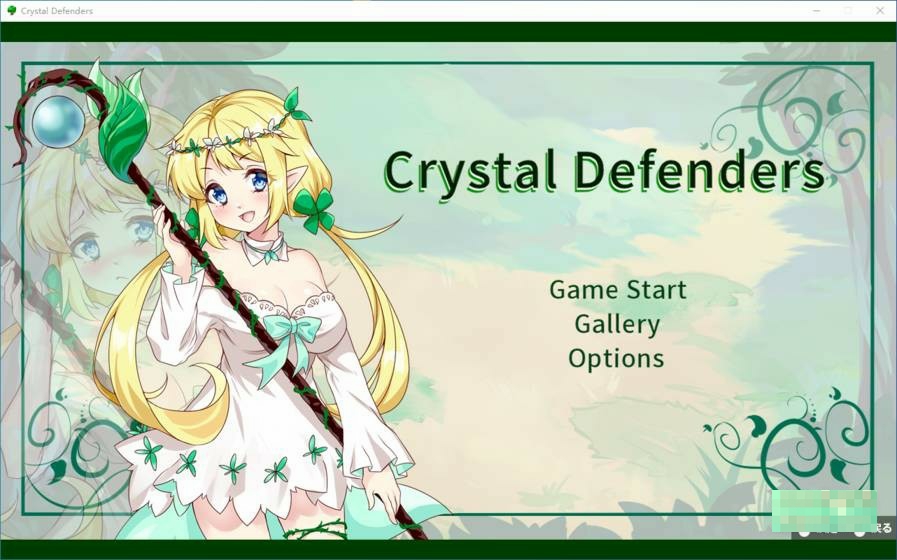 Crystal Defenders
Crystal Defenders
Game Start
Gallery
Options
戻る